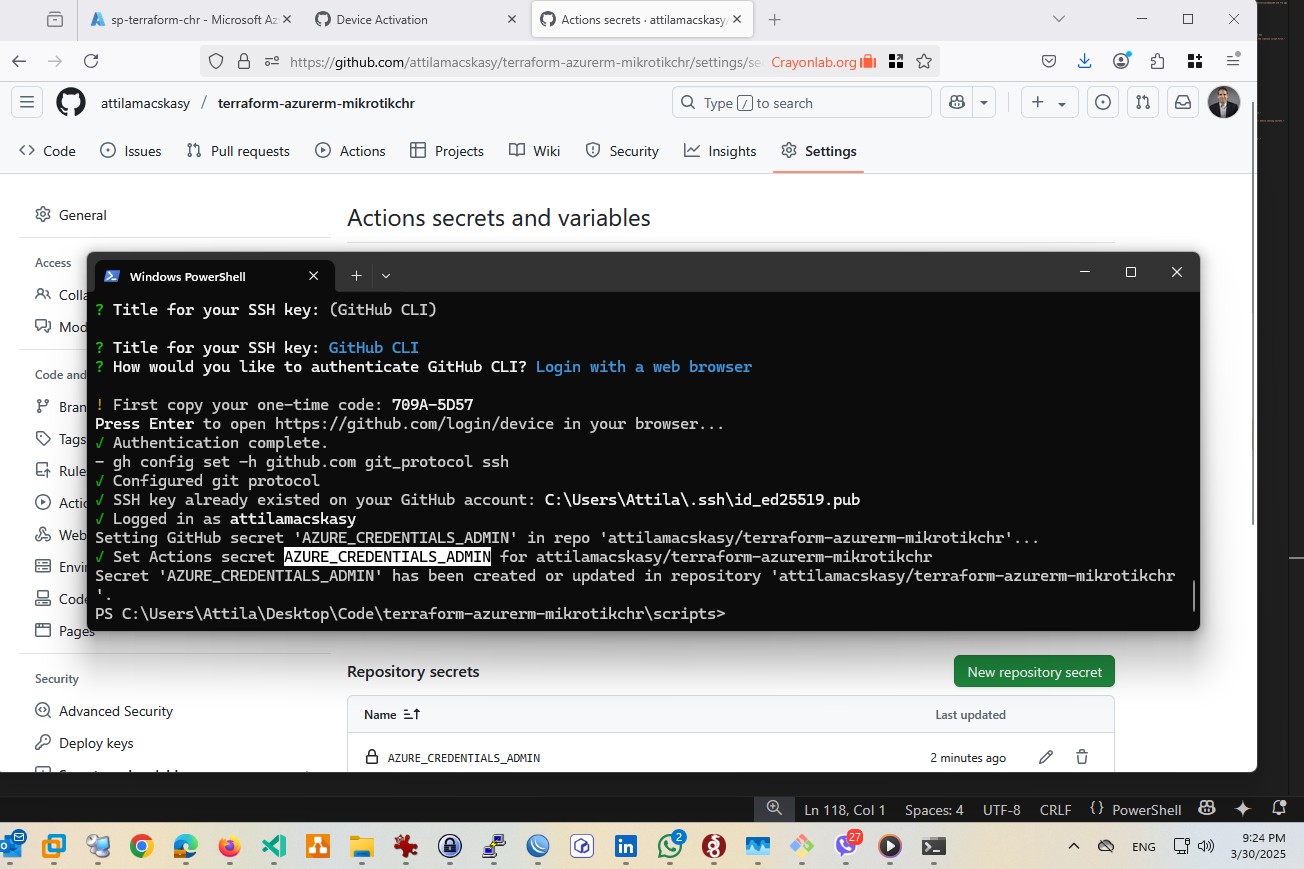 sp-terraform-chr - Microsoft Az
Device Activation
Actions secrets · attilamacskasy
https://github.com/attilamacskasy/terraform-azurerm-mikrotikchr/settings/se
Crayonlab.org
attilamacskasy / terraform-azurerm-mikrotikchr
Type / to search
Code
Issues
Pull requests
Actions
Projects
Wiki
Security
Insights
Settings
General
Actions secrets and variables
Access
Colla
Mod
Code and
Bran
Tags
Rule
Actio
Web
Envi
Code
Pages
Windows PowerShell
? Title for your SSH key: (GitHub CLI)
? Title for your SSH key: GitHub CLI
? How would you like to authenticate GitHub CLI? Login with a web browser
! First copy your one-time code: 709A-5D57
Press Enter to open https://github.com/login/device in your browser...
✓ Authentication complete.
- gh config set -h github.com git_protocol ssh
✓ Configured git protocol
✓ SSH key already existed on your GitHub account: C:\Users\Attila\.ssh\id_ed25519.pub
✓ Logged in as attilamacskasy
Setting GitHub secret 'AZURE_CREDENTIALS_ADMIN' in repo 'attilamacskasy/terraform-azurerm-mikrotikchr'...
✓ Set Actions secret AZURE_CREDENTIALS_ADMIN for attilamacskasy/terraform-azurerm-mikrotikchr
Secret 'AZURE_CREDENTIALS_ADMIN' has been created or updated in repository 'attilamacskasy/terraform-azurerm-mikrotikchr
'.
PS C:\Users\Attila\Desktop\Code\terraform-azurerm-mikrotikchr\scripts>
Security
Advanced Security
Deploy keys
Repository secrets
New repository secret
Name
Last updated
AZURE_CREDENTIALS_ADMIN
2 minutes ago
Ln 118, Col 1
Spaces: 4
UTF-8
CRLF
{ } PowerShell
2
27
ENG
9:24 PM
3/30/2025